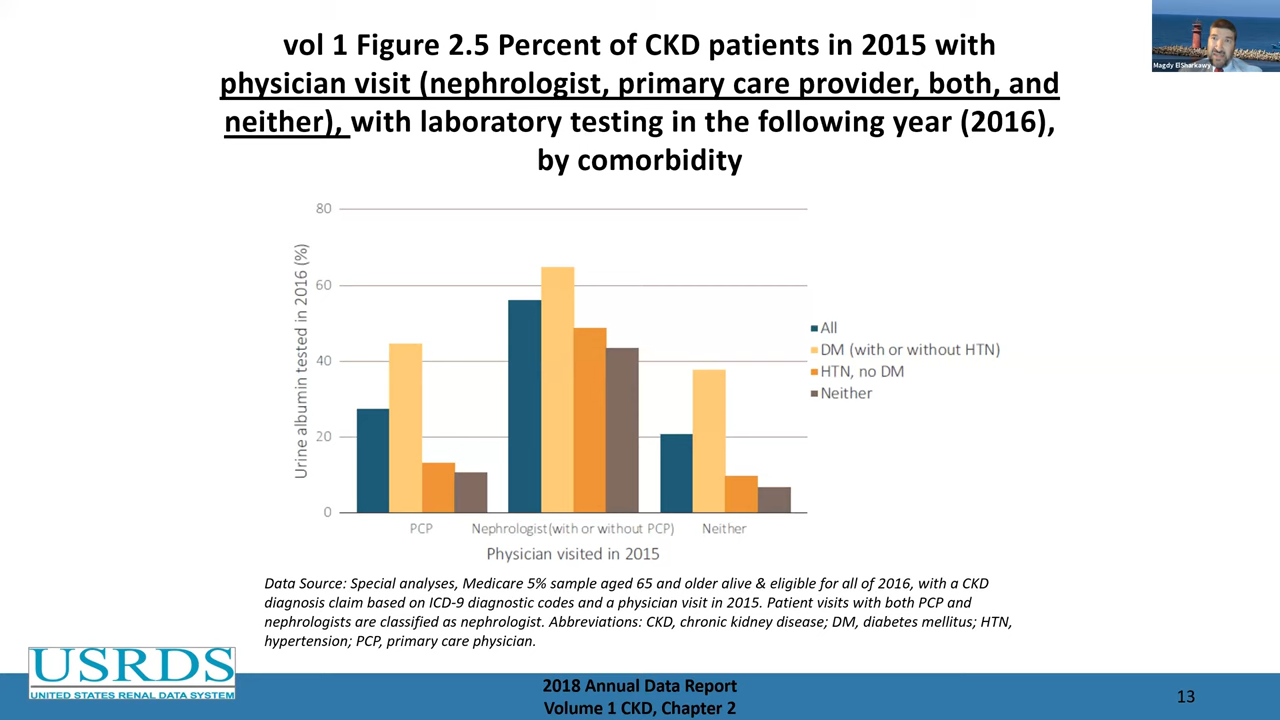 vol 1 Figure 2.5 Percent of CKD patients in 2015 with
physician visit (nephrologist, primary care provider, both, and
neither), with laboratory testing in the following year (2016),
by comorbidity
Magdy ElSharkawy
80
60
40
20
0
Urine albumin tested in 2016 (%)
PCP
Nephrologist(with or without PCP)
Neither
Physician visited in 2015
All
DM (with or without HTN)
HTN, no DM
Neither
Data Source: Special analyses, Medicare 5% sample aged 65 and older alive & eligible for all of 2016, with a CKD
diagnosis claim based on ICD-9 diagnostic codes and a physician visit in 2015. Patient visits with both PCP and
nephrologists are classified as nephrologist. Abbreviations: CKD, chronic kidney disease; DM, diabetes mellitus; HTN,
hypertension; PCP, primary care physician.
USRDS
UNITED STATES RENAL DATA SYSTEM
2018 Annual Data Report
Volume 1 CKD, Chapter 2
13